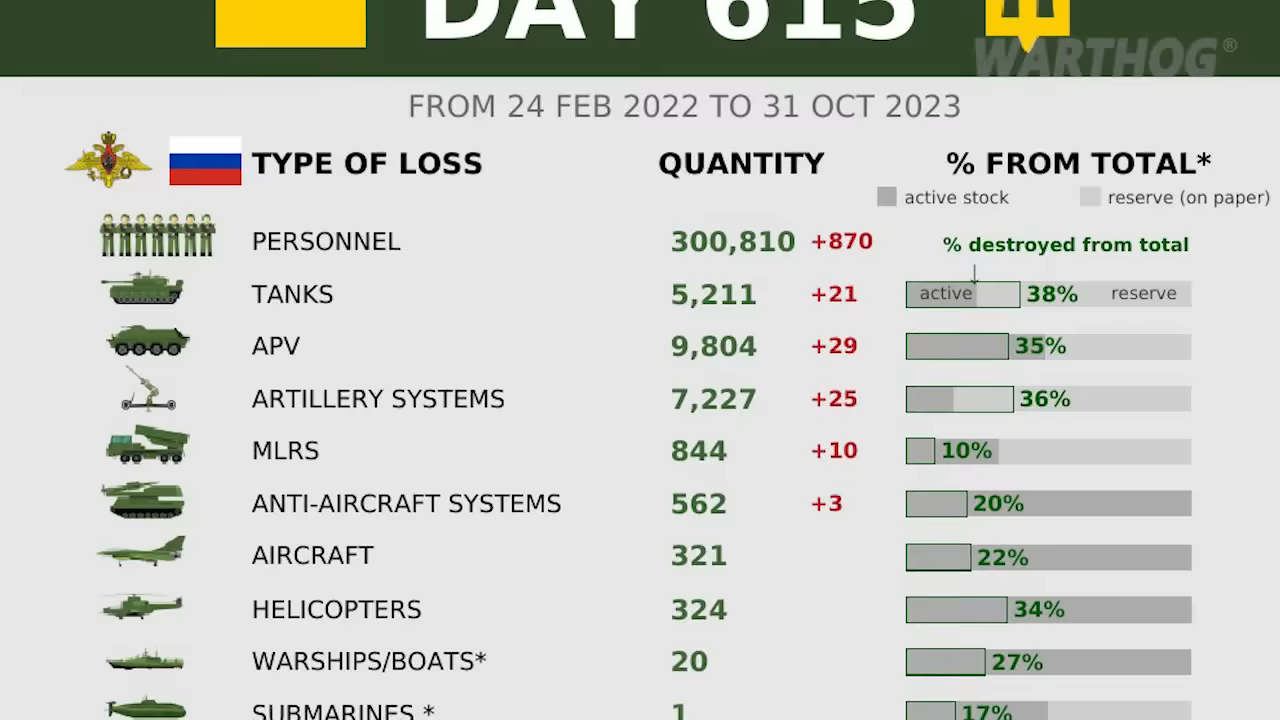 DAY 615
WARTHOG®
FROM 24 FEB 2022 TO 31 OCT 2023
TYPE OF LOSS QUANTITY % FROM TOTAL*
active stock reserve (on paper)
PERSONNEL 300,810 +870 % destroyed from total
TANKS 5,211 +21 active 38% reserve
APV 9,804 +29 35%
ARTILLERY SYSTEMS 7,227 +25 36%
MLRS 844 +10 10%
ANTI-AIRCRAFT SYSTEMS 562 +3 20%
AIRCRAFT 321 22%
HELICOPTERS 324 34%
WARSHIPS/BOATS* 20 27%
SUBMARINES * 1 17%